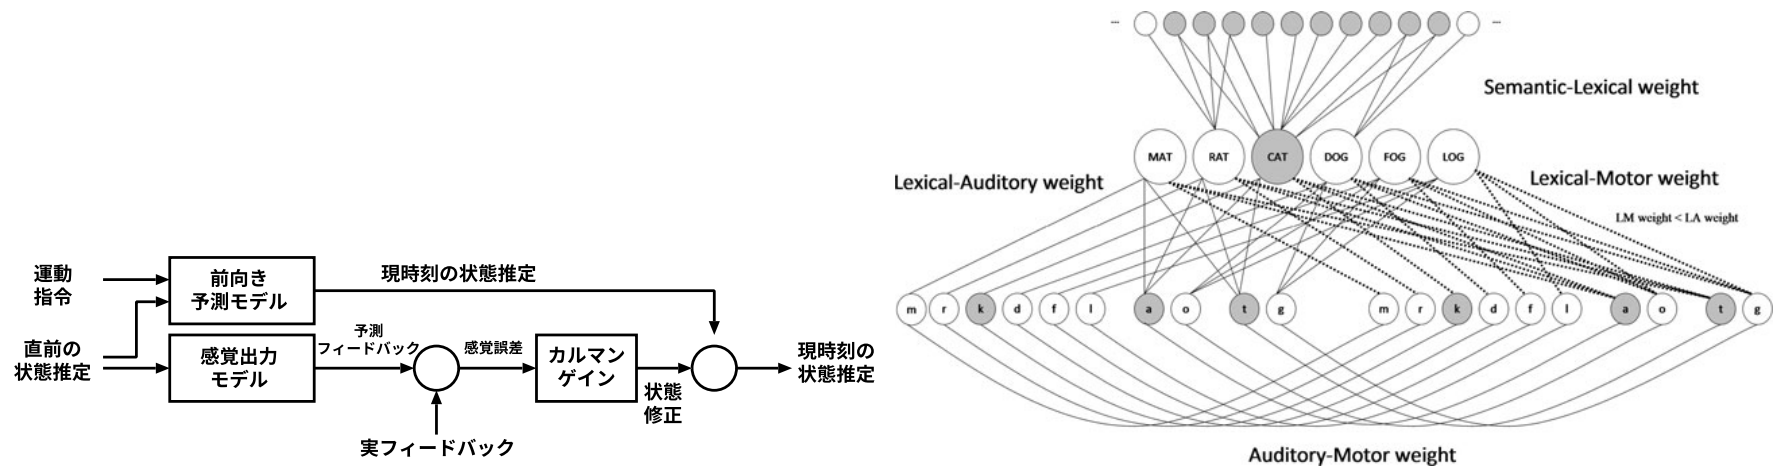 運動
指令
直前の
状態推定
前向き
予測モデル
感覚出力
モデル
現時刻の状態推定
予測
フィードバック
感覚誤差
カルマン
ゲイン
状態
修正
現時刻の
状態推定
実フィードバック
... ...
Semantic-Lexical weight
MAT RAT CAT DOG FOG LOG
Lexical-Auditory weight
Lexical-Motor weight
LM weight < LA weight
m r k d f l a o t g m r k d f l a o t g
Auditory-Motor weight